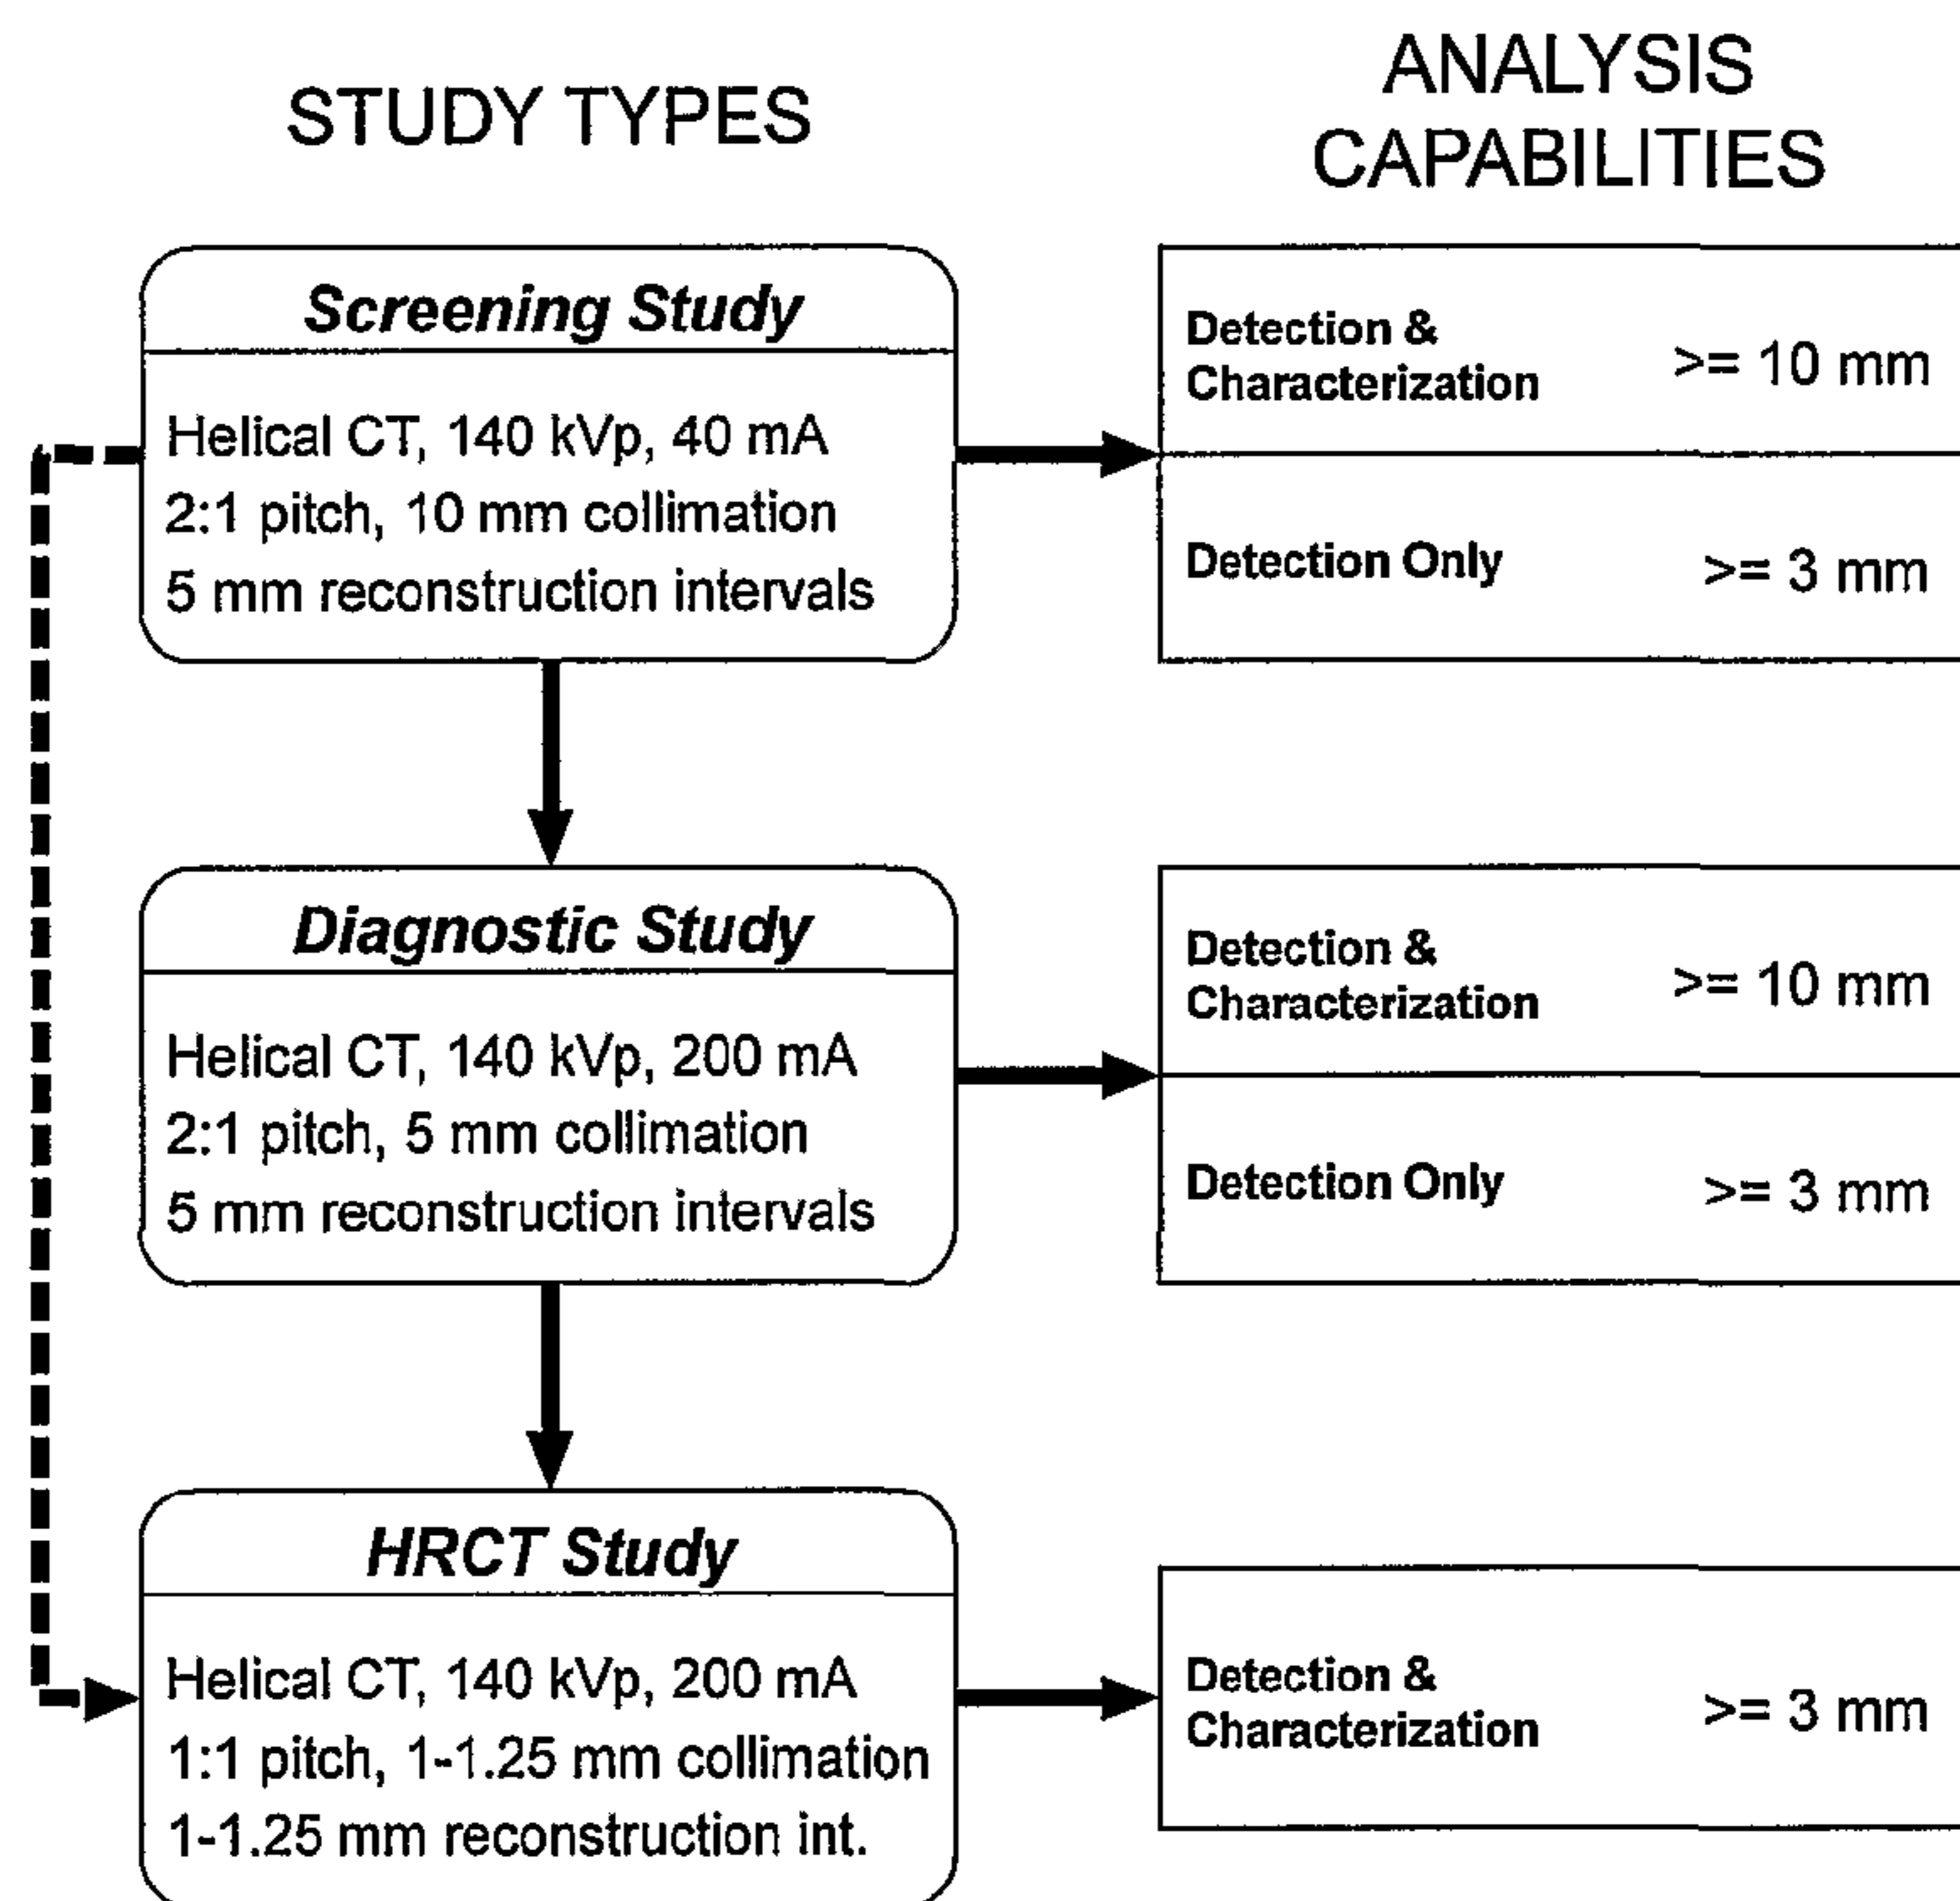 STUDY TYPES
ANALYSIS
CAPABILITIES
Screening Study
Helical CT, 140 kVp, 40 mA
2:1 pitch, 10 mm collimation
5 mm reconstruction intervals
Detection &
Characterization
>= 10 mm
Detection Only
>= 3 mm
Diagnostic Study
Helical CT, 140 kVp, 200 mA
2:1 pitch, 5 mm collimation
5 mm reconstruction intervals
Detection &
Characterization
>= 10 mm
Detection Only
>= 3 mm
HRCT Study
Helical CT, 140 kVp, 200 mA
1:1 pitch, 1-1.25 mm collimation
1-1.25 mm reconstruction int.
Detection &
Characterization
>= 3 mm